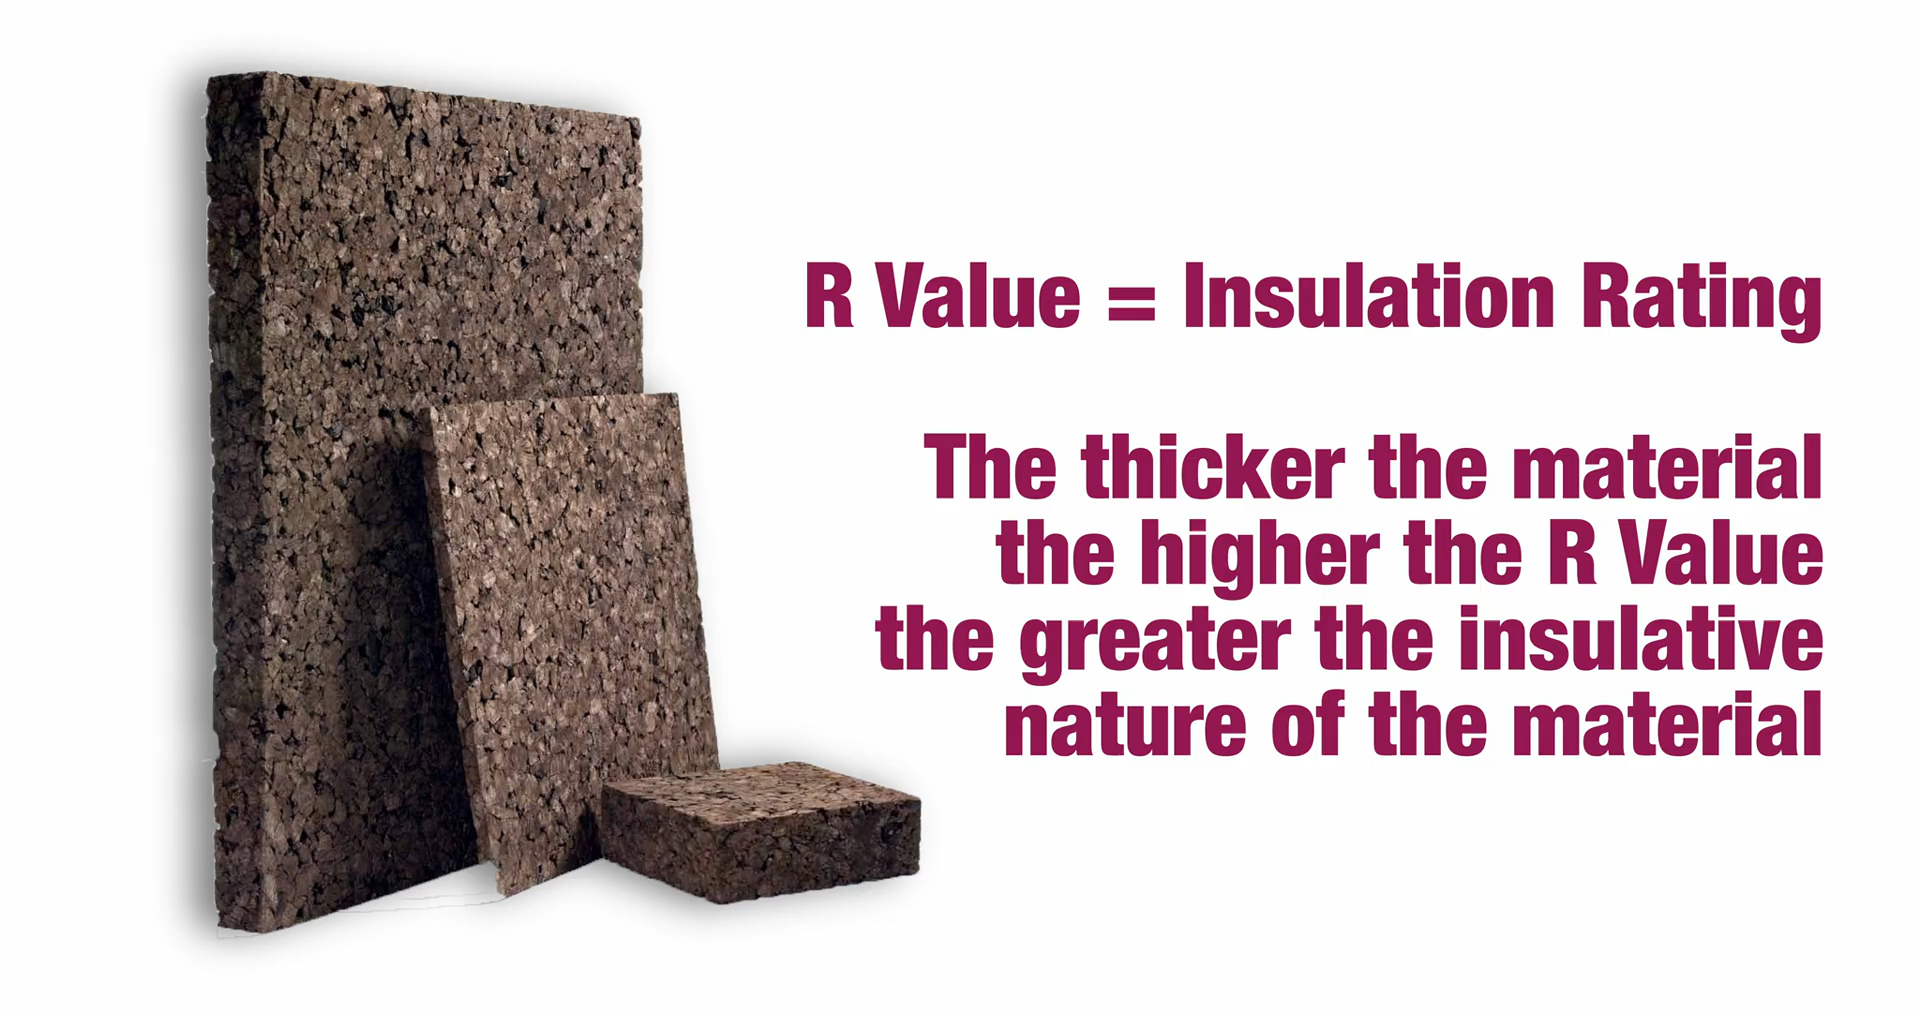 R Value = Insulation Rating
The thicker the material
the higher the R Value
the greater the insulative
nature of the material